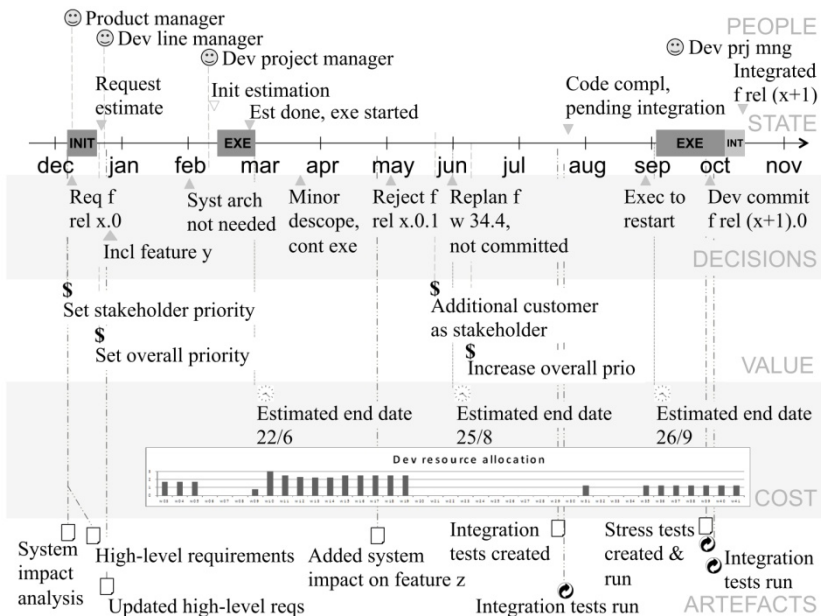 Product manager
PEOPLE
Dev line manager
Dev project manager
Dev prj mng
Request
estimate
Init estimation
Est done, exe started
Code compl,
pending integration
Integrated
f rel (x+1)
STATE
INIT
EXE
EXE
INT
dec jan feb mar apr may jun jul aug sep oct nov
Req f
rel x.0
Incl feature y
Syst arch
not needed
Minor
descope,
cont exe
Reject f
rel x.0.1
Replan f
w 34.4,
not committed
Exec to
restart
Dev commit
f rel (x+1).0
DECISIONS
$
Set stakeholder priority
$
Set overall priority
$
Additional customer
as stakeholder
$
Increase overall prio
VALUE
Estimated end date
22/6
Estimated end date
25/8
Estimated end date
26/9
Dev resource allocation
COST
System
impact
analysis
High-level requirements
Updated high-level reqs
Added system
impact on feature z
Integration
tests created
Integration tests run
Stress tests
created &
run
Integration
tests run
ARTEFACTS